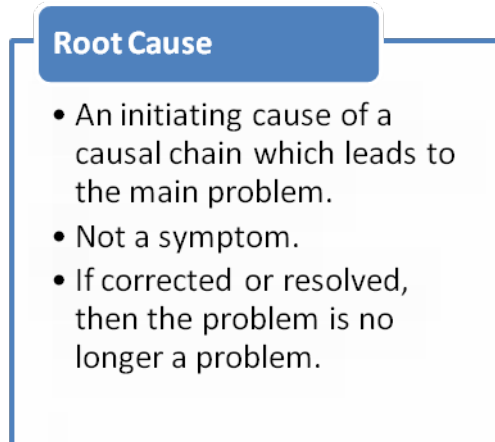 Root Cause
• An initiating cause of a
causal chain which leads to
the main problem.
• Not a symptom.
• If corrected or resolved,
then the problem is no
longer a problem.